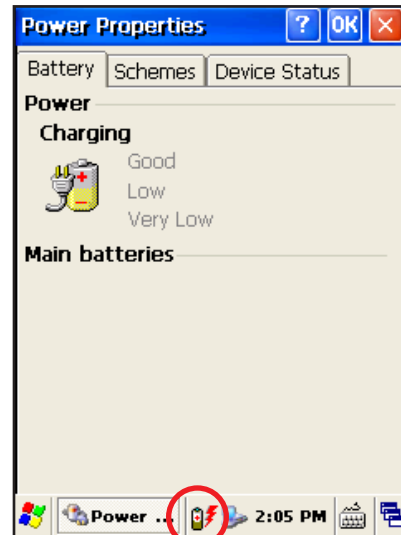 Power Properties ? OK ×
Battery Schemes Device Status
Power
Charging
Good
Low
Very Low
Main batteries
Power ... 2:05 PM